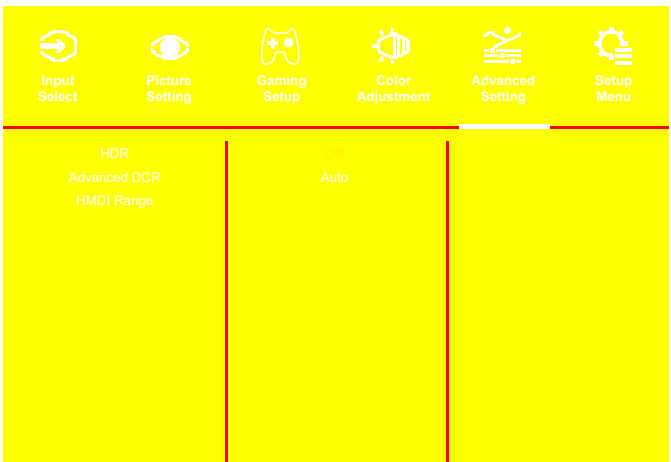 Input
Select
Picture
Setting
Gaming
Setup
Color
Adjustment
Advanced
Setting
Setup
Menu
HDR
Off
Advanced DCR
Auto
HMDI Range